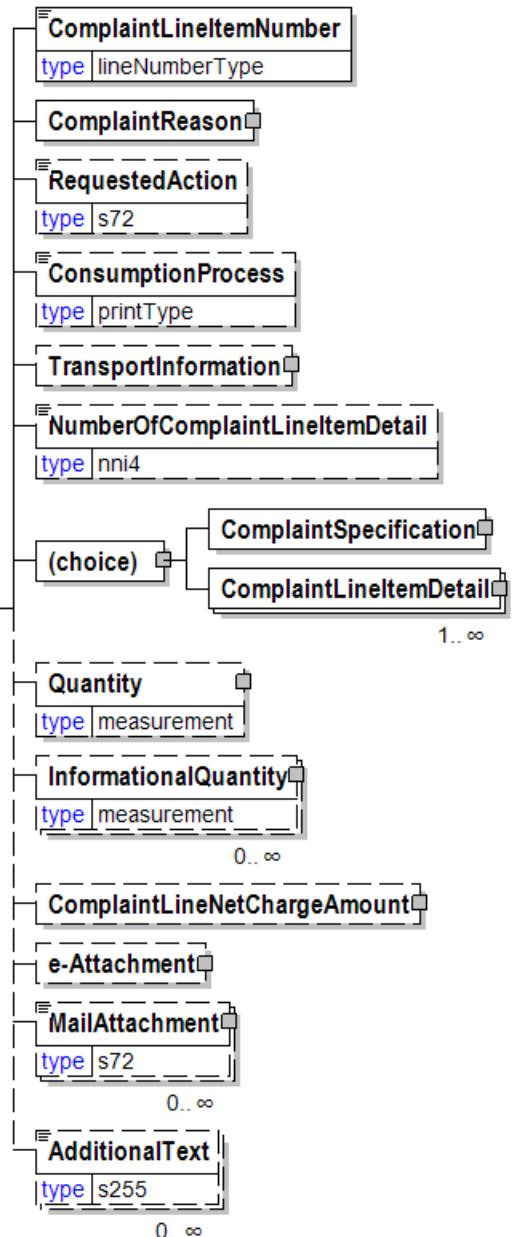 ComplaintLineItemNumber
type lineNumberType
ComplaintReason
RequestedAction
type s72
ConsumptionProcess
type printType
TransportInformation
NumberOfComplaintLineItemDetail
type nni4
(choice)
ComplaintSpecification
ComplaintLineItemDetail
1.. ∞
Quantity
type measurement
InformationalQuantity
type measurement
0.. ∞
ComplaintLineNetChargeAmount
e-Attachment
MailAttachment
type s72
0.. ∞
AdditionalText
type s255
0.. ∞